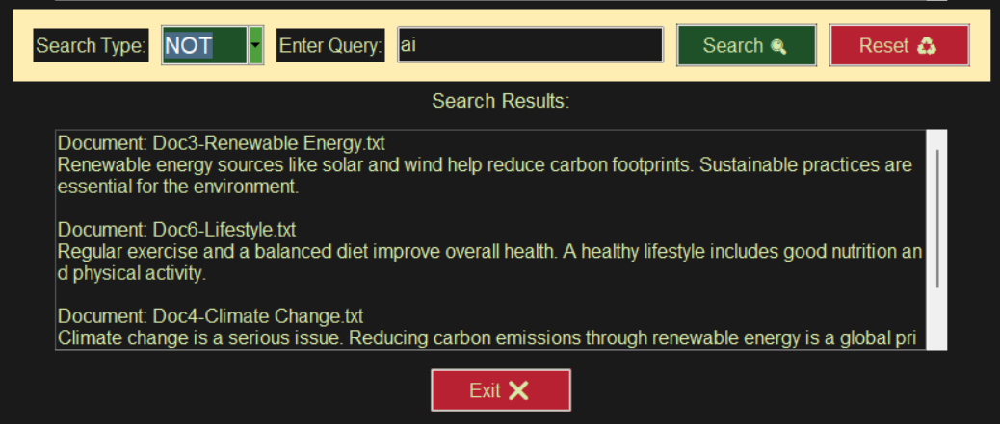 Search Type: NOT Enter Query: ai Search Reset
Search Results:
Document: Doc3-Renewable Energy.txt
Renewable energy sources like solar and wind help reduce carbon footprints. Sustainable practices are
essential for the environment.
Document: Doc6-Lifestyle.txt
Regular exercise and a balanced diet improve overall health. A healthy lifestyle includes good nutrition an
d physical activity.
Document: Doc4-Climate Change.txt
Climate change is a serious issue. Reducing carbon emissions through renewable energy is a global pri
Exit